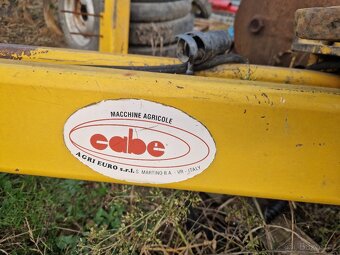 MACCHINE AGRICOLE
cabe
AGRI EURO s.r.l.
S. MARTINO B.A. - VR - ITALY